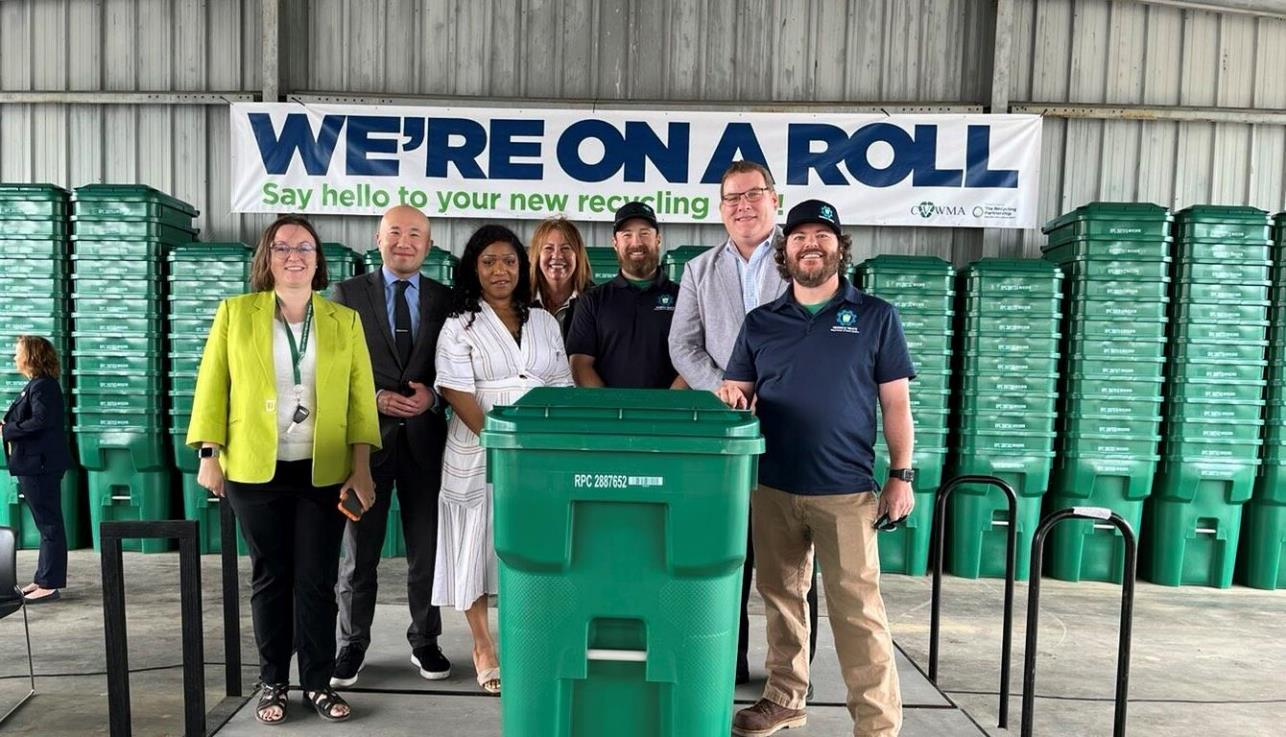 WE'RE ON A ROLL
Say hello to your new recycling !
CVWMA
The Recycling
Partnership
RPC 2887652